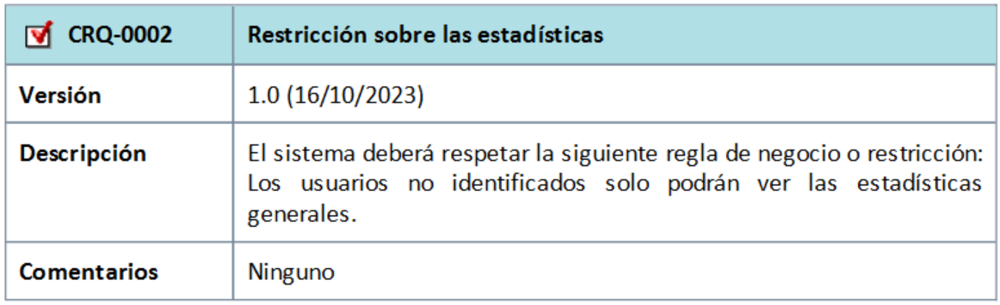 CRQ-0002 Restricción sobre las estadísticas
Versión 1.0 (16/10/2023)
Descripción El sistema deberá respetar la siguiente regla de negocio o restricción:
Los usuarios no identificados solo podrán ver las estadísticas
generales.
Comentarios Ninguno